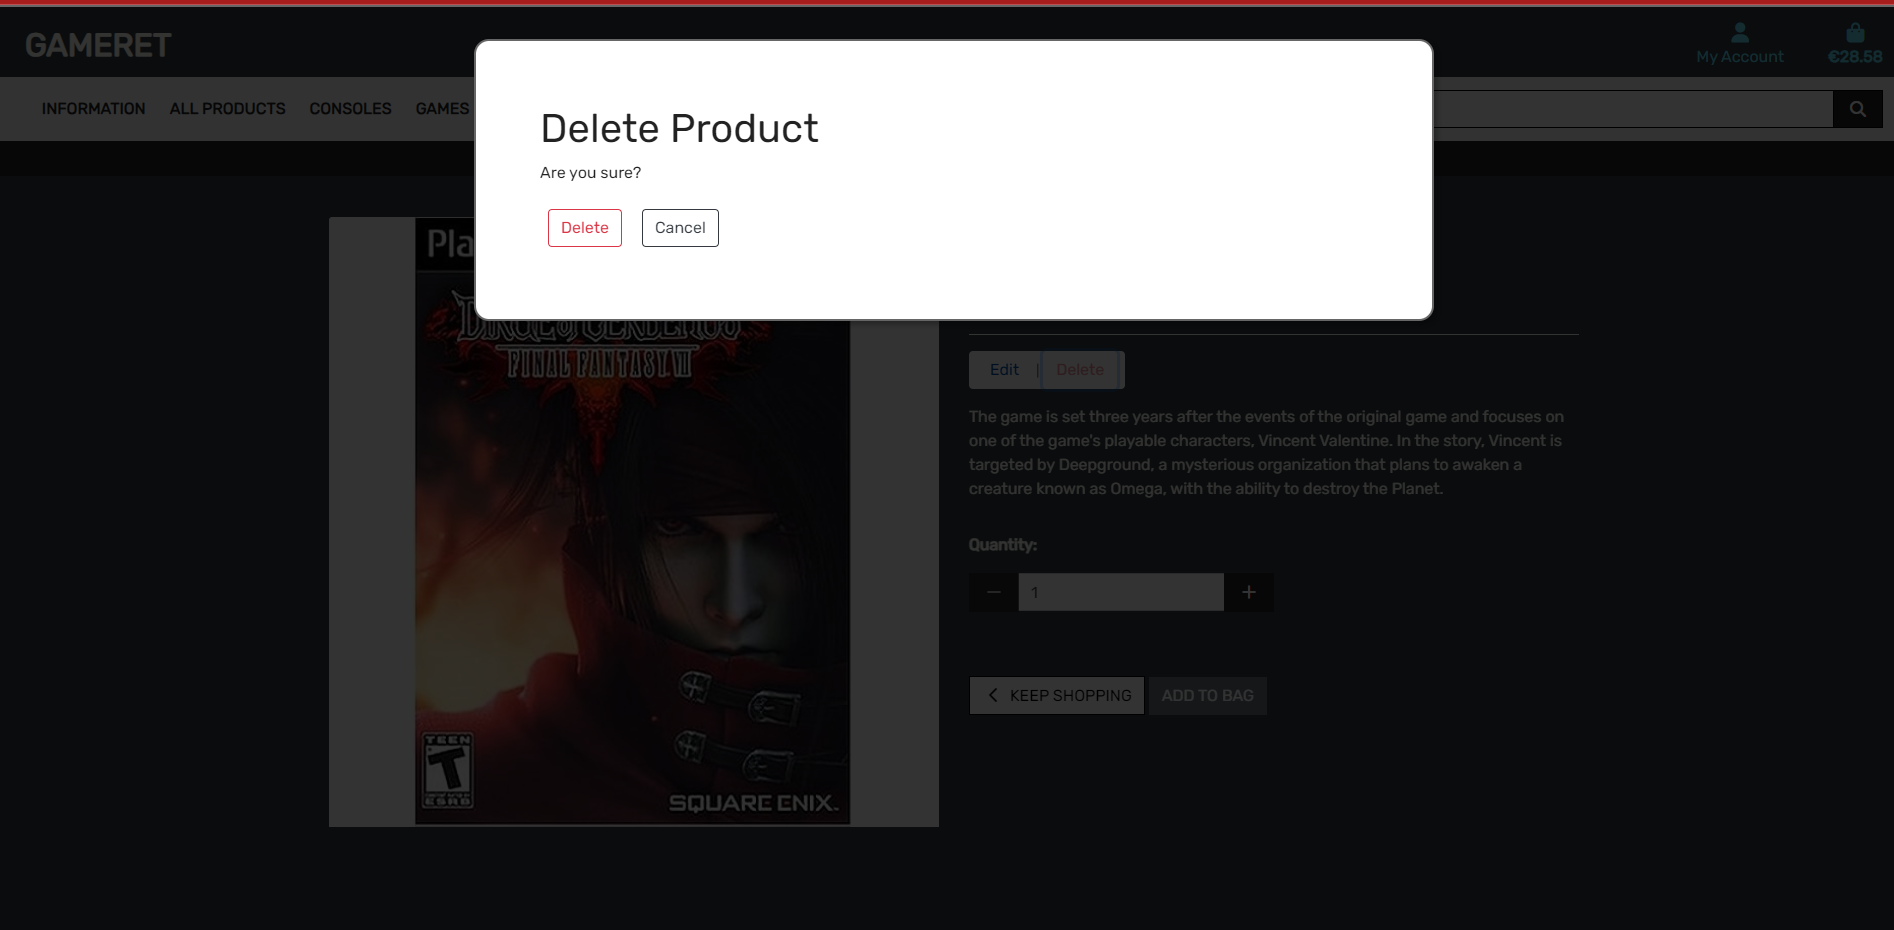 GAMERET
My Account
€28.58
INFORMATION ALL PRODUCTS CONSOLES GAMES
Delete Product
Are you sure?
Delete Cancel
Pla
DIRGE OF CERBERUS
FINAL FANTASY VII
TEEN
T
ESRB
SQUARE ENIX.
Edit | Delete
The game is set three years after the events of the original game and focuses on
one of the game's playable characters, Vincent Valentine. In the story, Vincent is
targeted by Deepground, a mysterious organization that plans to awaken a
creature known as Omega, with the ability to destroy the Planet.
Quantity:
1
KEEP SHOPPING ADD TO BAG